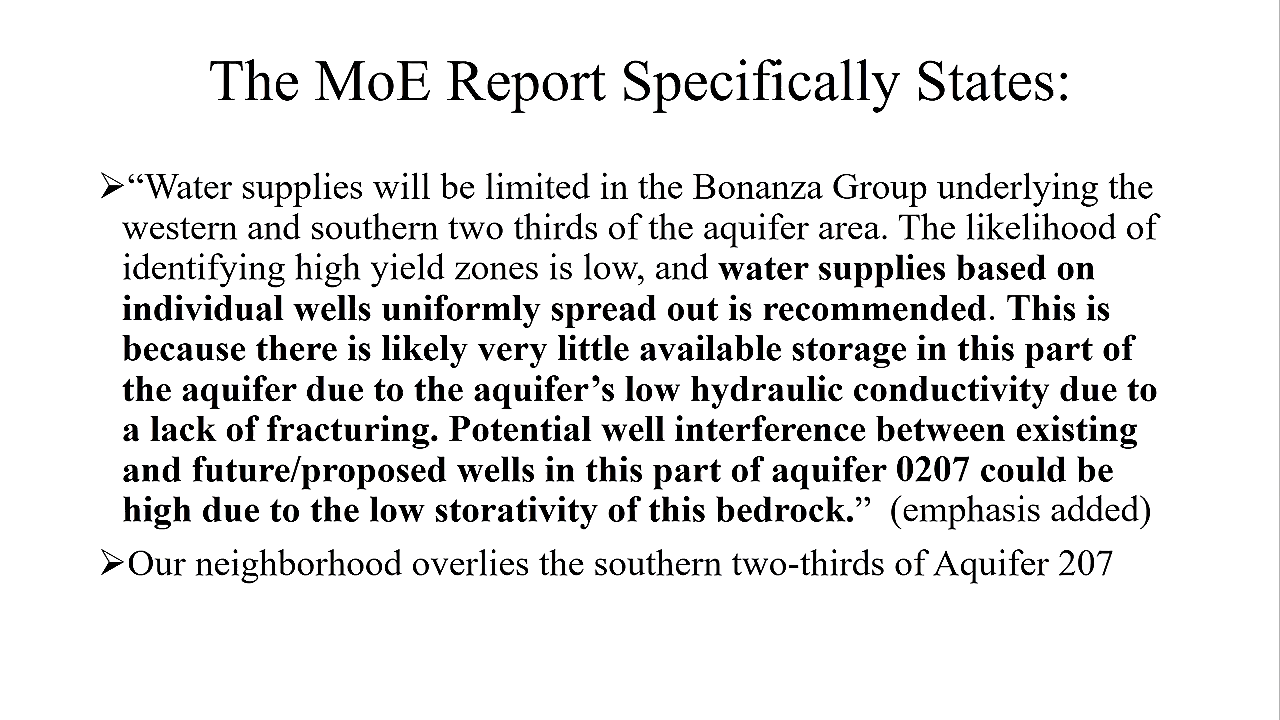 The MoE Report Specifically States:
➢“Water supplies will be limited in the Bonanza Group underlying the
western and southern two thirds of the aquifer area. The likelihood of
identifying high yield zones is low, and water supplies based on
individual wells uniformly spread out is recommended. This is
because there is likely very little available storage in this part of
the aquifer due to the aquifer’s low hydraulic conductivity due to
a lack of fracturing. Potential well interference between existing
and future/proposed wells in this part of aquifer 0207 could be
high due to the low storativity of this bedrock.” (emphasis added)
➢Our neighborhood overlies the southern two-thirds of Aquifer 207